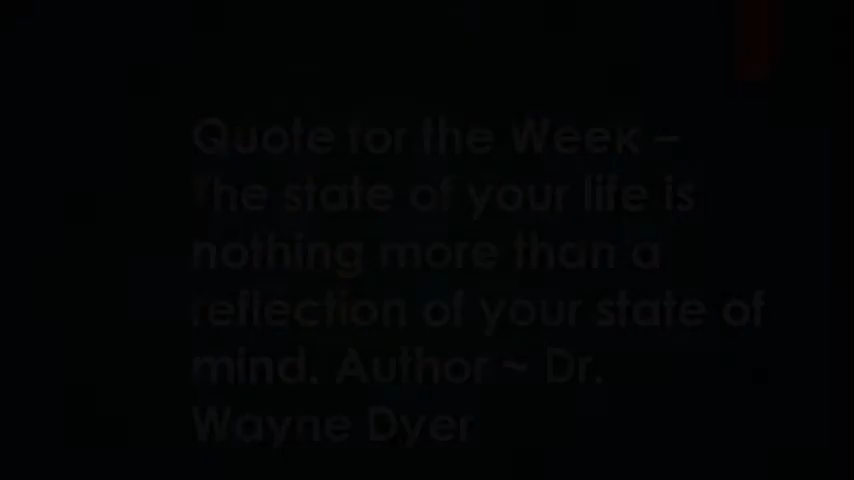 Quote for the Week –
The state of your life is
nothing more than a
reflection of your state of
mind. Author ~ Dr.
Wayne Dyer